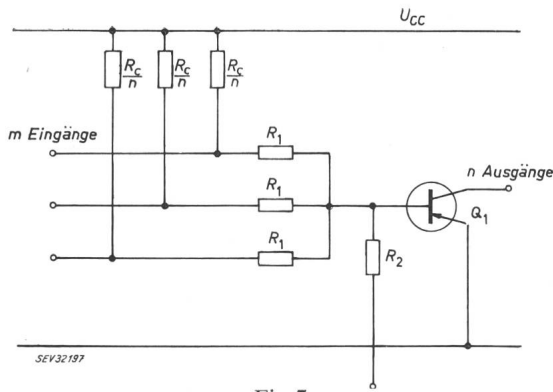 U_CC
R_c/n
R_c/n
R_c/n
m Eingänge
R_1
n Ausgänge
R_1
Q_1
R_1
R_2
SEV32197